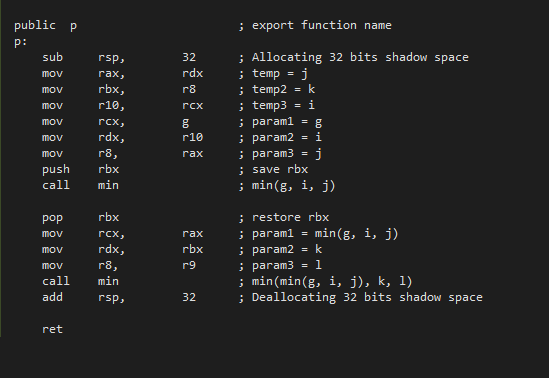 public  p                       ; export function name
p:
    sub     rsp,        32      ; Allocating 32 bits shadow space
    mov     rax,        rdx     ; temp = j
    mov     rbx,        r8      ; temp2 = k
    mov     r10,        rcx     ; temp3 = i
    mov     rcx,        g       ; param1 = g
    mov     rdx,        r10     ; param2 = i
    mov     r8,         rax     ; param3 = j
    push    rbx                 ; save rbx
    call    min                 ; min(g, i, j)

    pop     rbx                 ; restore rbx
    mov     rcx,        rax     ; param1 = min(g, i, j)
    mov     rdx,        rbx     ; param2 = k
    mov     r8,         r9      ; param3 = l
    call    min                 ; min(min(g, i, j), k, l)
    add     rsp,        32      ; Deallocating 32 bits shadow space

    ret